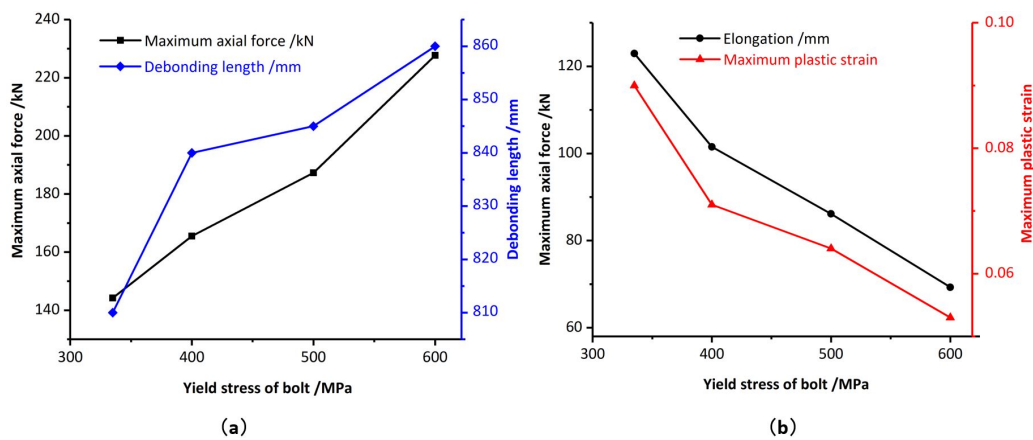 Maximum axial force /kN
Debonding length /mm
240
220
200
180
160
140
Maximum axial force /kN
860
850
840
830
820
810
Debonding length /mm
300
400
500
600
Yield stress of bolt /MPa
(a)
Elongation /mm
Maximum plastic strain
120
100
80
60
Maximum axial force /kN
0.10
0.08
0.06
Maximum plastic strain
300
400
500
600
Yield stress of bolt /MPa
(b)